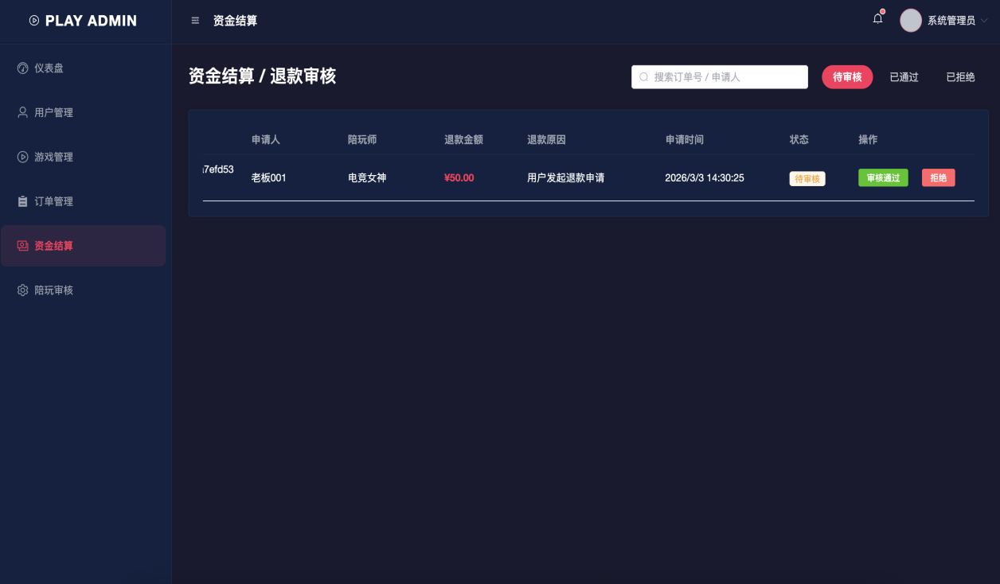 PLAY ADMIN
资金结算
系统管理员
仪表盘
用户管理
游戏管理
订单管理
资金结算
陪玩审核
资金结算 / 退款审核
搜索订单号 / 申请人
待审核
已通过
已拒绝
申请人 陪玩师 退款金额 退款原因 申请时间 状态 操作
7efd53 老板001 电竞女神 ¥50.00 用户发起退款申请 2026/3/3 14:30:25 待审核 审核通过 拒绝